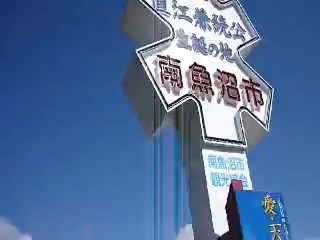 直江兼続公
生誕の地
南魚沼市
南魚沼市
観光協会
愛・天